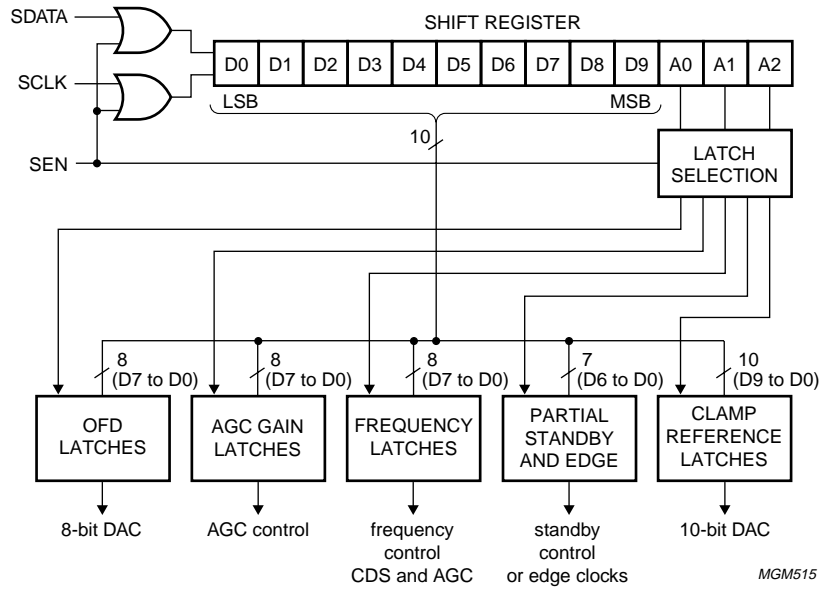 SDATA
SHIFT REGISTER
D0 D1 D2 D3 D4 D5 D6 D7 D8 D9 A0 A1 A2
SCLK
LSB MSB
10
SEN
LATCH
SELECTION
8
(D7 to D0)
8
(D7 to D0)
8
(D7 to D0)
7
(D6 to D0)
10
(D9 to D0)
OFD
LATCHES
AGC GAIN
LATCHES
FREQUENCY
LATCHES
PARTIAL
STANDBY
AND EDGE
CLAMP
REFERENCE
LATCHES
8-bit DAC
AGC control
frequency
control
CDS and AGC
standby
control
or edge clocks
10-bit DAC
MGM515